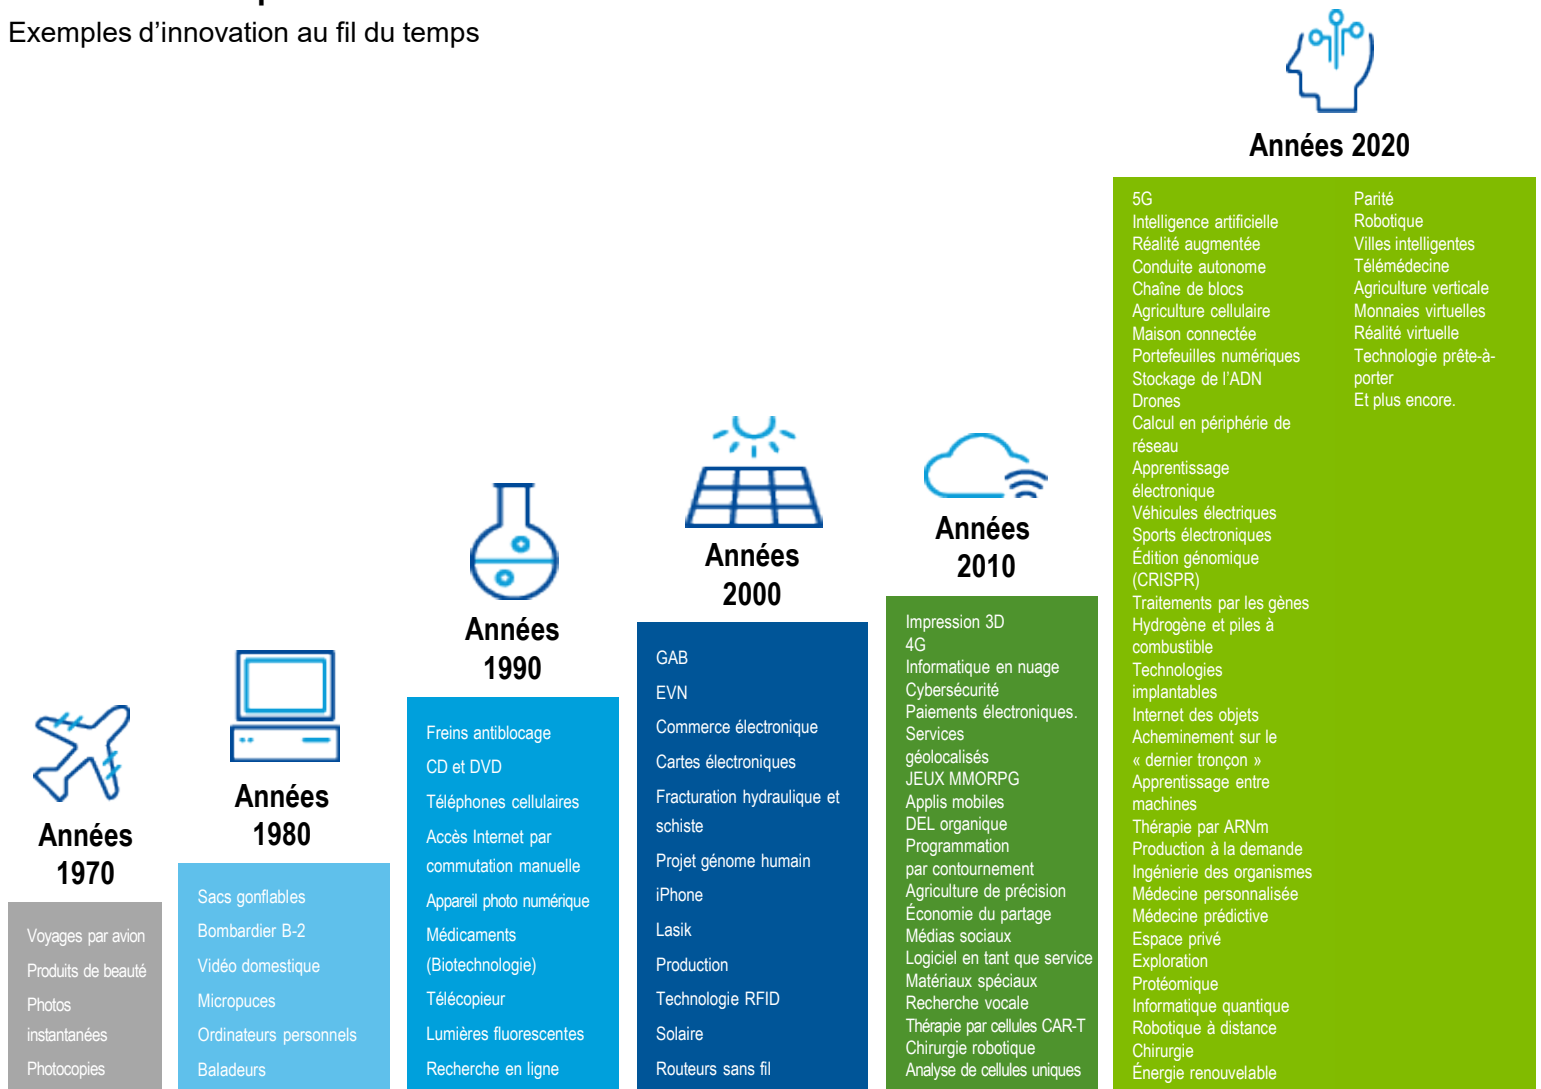 Exemples d’innovation au fil du temps
Années
1970
Voyages par avion
Produits de beauté
Photos
instantanées
Photocopies
Années
1980
Sacs gonflables
Bombardier B-2
Vidéo domestique
Micropuces
Ordinateurs personnels
Baladeurs
Années
1990
Freins antiblocage
CD et DVD
Téléphones cellulaires
Accès Internet par
commutation manuelle
Appareil photo numérique
Médicaments
(Biotechnologie)
Télécopieur
Lumières fluorescentes
Recherche en ligne
Années
2000
GAB
EVN
Commerce électronique
Cartes électroniques
Fracturation hydraulique et
schiste
Projet génome humain
iPhone
Lasik
Production
Technologie RFID
Solaire
Routeurs sans fil
Années
2010
Impression 3D
4G
Informatique en nuage
Cybersécurité
Paiements électroniques.
Services
géolocalisés
JEUX MMORPG
Applis mobiles
DEL organique
Programmation
par contournement
Agriculture de précision
Économie du partage
Médias sociaux
Logiciel en tant que service
Matériaux spéciaux
Recherche vocale
Thérapie par cellules CAR-T
Chirurgie robotique
Analyse de cellules uniques
Années 2020
5G
Intelligence artificielle
Réalité augmentée
Conduite autonome
Chaîne de blocs
Agriculture cellulaire
Maison connectée
Portefeuilles numériques
Stockage de l’ADN
Drones
Calcul en périphérie de
réseau
Apprentissage
électronique
Véhicules électriques
Sports électroniques
Édition génomique
(CRISPR)
Traitements par les gènes
Hydrogène et piles à
combustible
Technologies
implantables
Internet des objets
Acheminement sur le
« dernier tronçon »
Apprentissage entre
machines
Thérapie par ARNm
Production à la demande
Ingénierie des organismes
Médecine personnalisée
Médecine prédictive
Espace privé
Exploration
Protéomique
Informatique quantique
Robotique à distance
Chirurgie
Énergie renouvelable
Parité
Robotique
Villes intelligentes
Télémédecine
Agriculture verticale
Monnaies virtuelles
Réalité virtuelle
Technologie prête-à-
porter
Et plus encore.